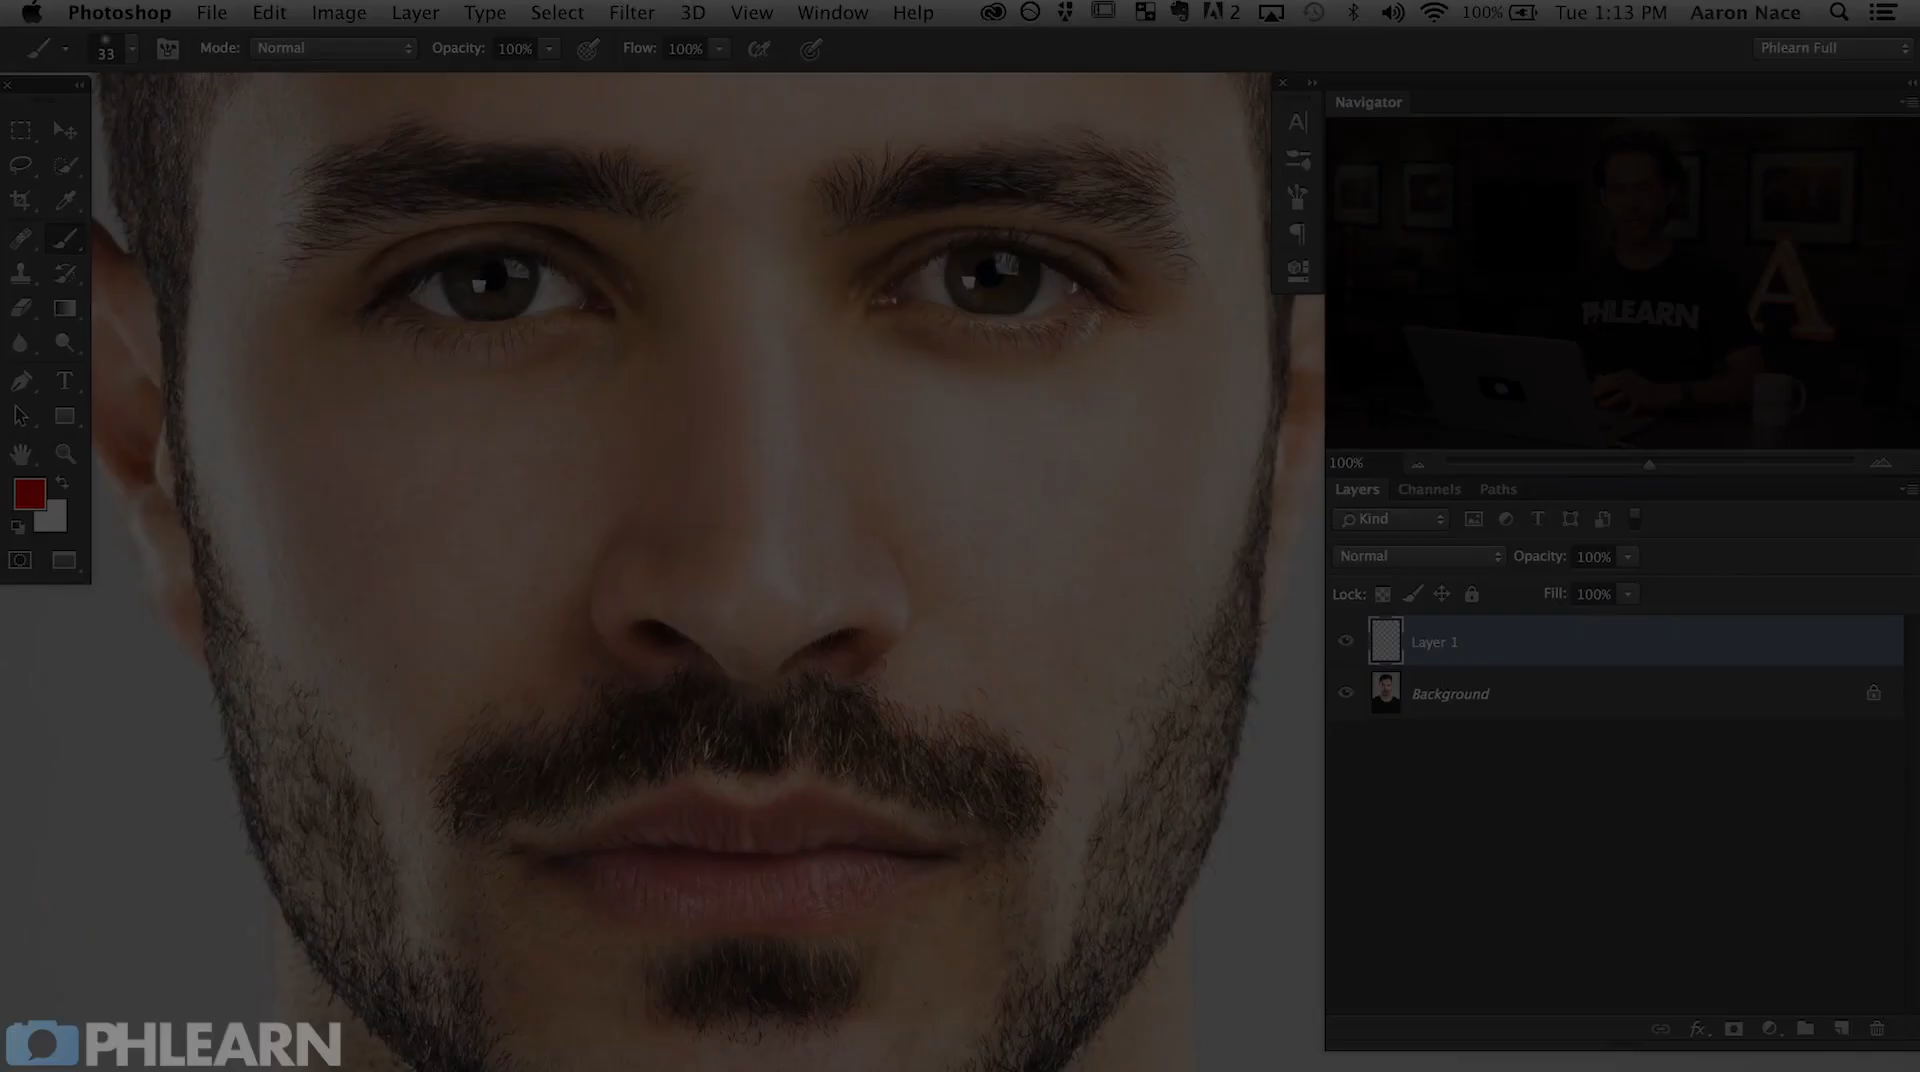 Photoshop File Edit Image Layer Type Select Filter 3D View Window Help 2 100% Tue 1:13 PM Aaron Nace
33 Mode: Normal Opacity: 100% Flow: 100% Phlearn Full
Navigator
PHLEARN
A
100%
Layers Channels Paths
Kind T
Normal Opacity: 100%
Lock: Fill: 100%
Layer 1
Background
fx
PHLEARN